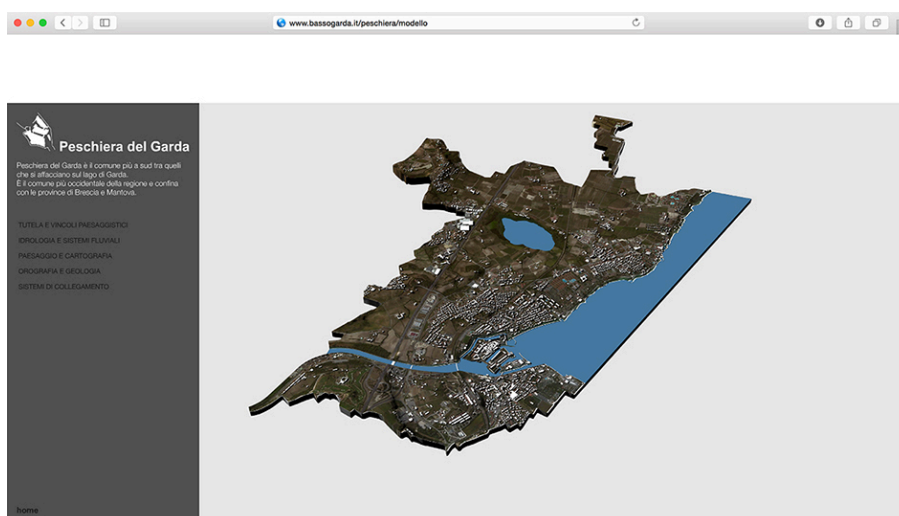 www.bassogarda.it/peschiera/modello
Peschiera del Garda
Peschiera del Garda è il comune più a sud tra quelli
che si affacciano sul lago di Garda.
È il comune più occidentale della regione e confina
con le province di Brescia e Mantova.
TUTELA E VINCOLI PAESAGGISTICI
IDROLOGIA E SISTEMI FLUVIALI
PAESAGGIO E CARTOGRAFIA
OROGRAFIA E GEOLOGIA
SISTEMI DI COLLEGAMENTO
home